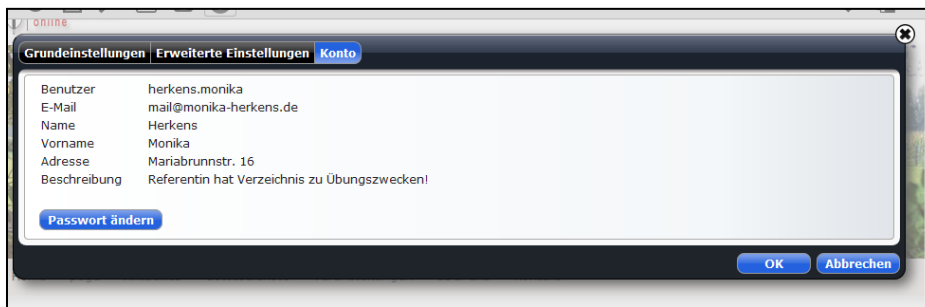 online
Grundeinstellungen Erweiterte Einstellungen Konto
Benutzer herkens.monika
E-Mail mail@monika-herkens.de
Name Herkens
Vorname Monika
Adresse Mariabrunnstr. 16
Beschreibung Referentin hat Verzeichnis zu Übungszwecken!
Passwort ändern
OK Abbrechen